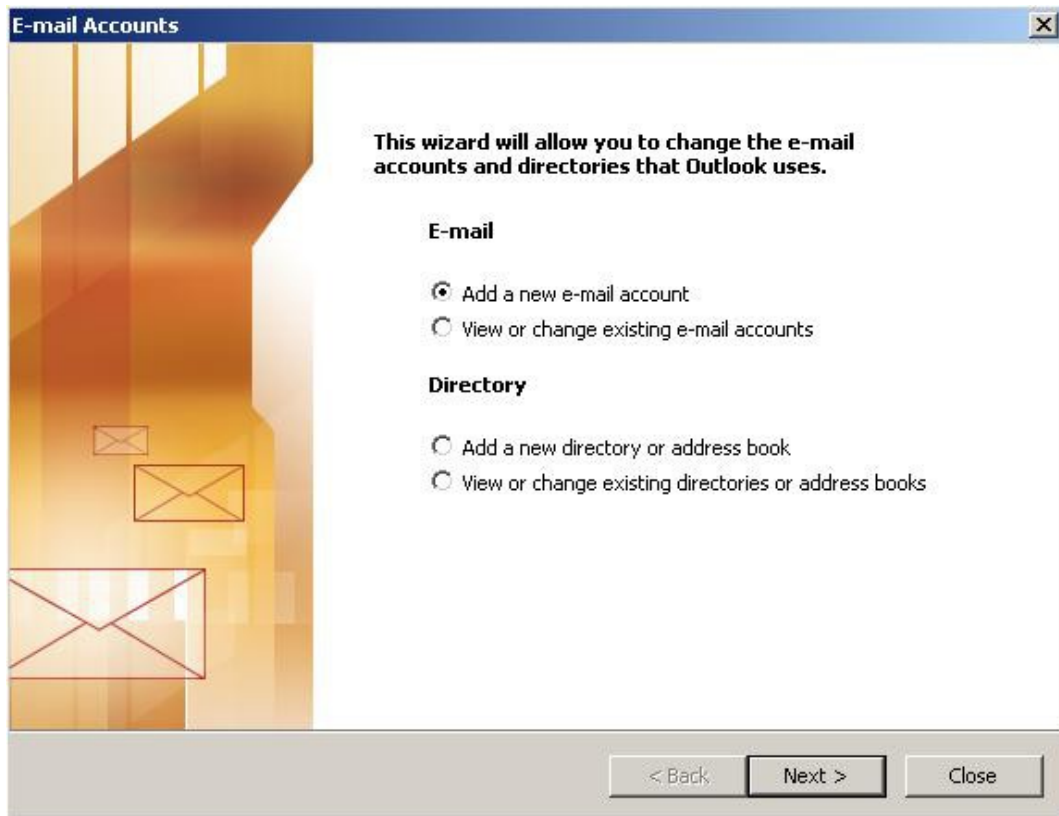 E-mail Accounts
This wizard will allow you to change the e-mail
accounts and directories that Outlook uses.
E-mail
Add a new e-mail account
View or change existing e-mail accounts
Directory
Add a new directory or address book
View or change existing directories or address books
< Back
Next >
Close